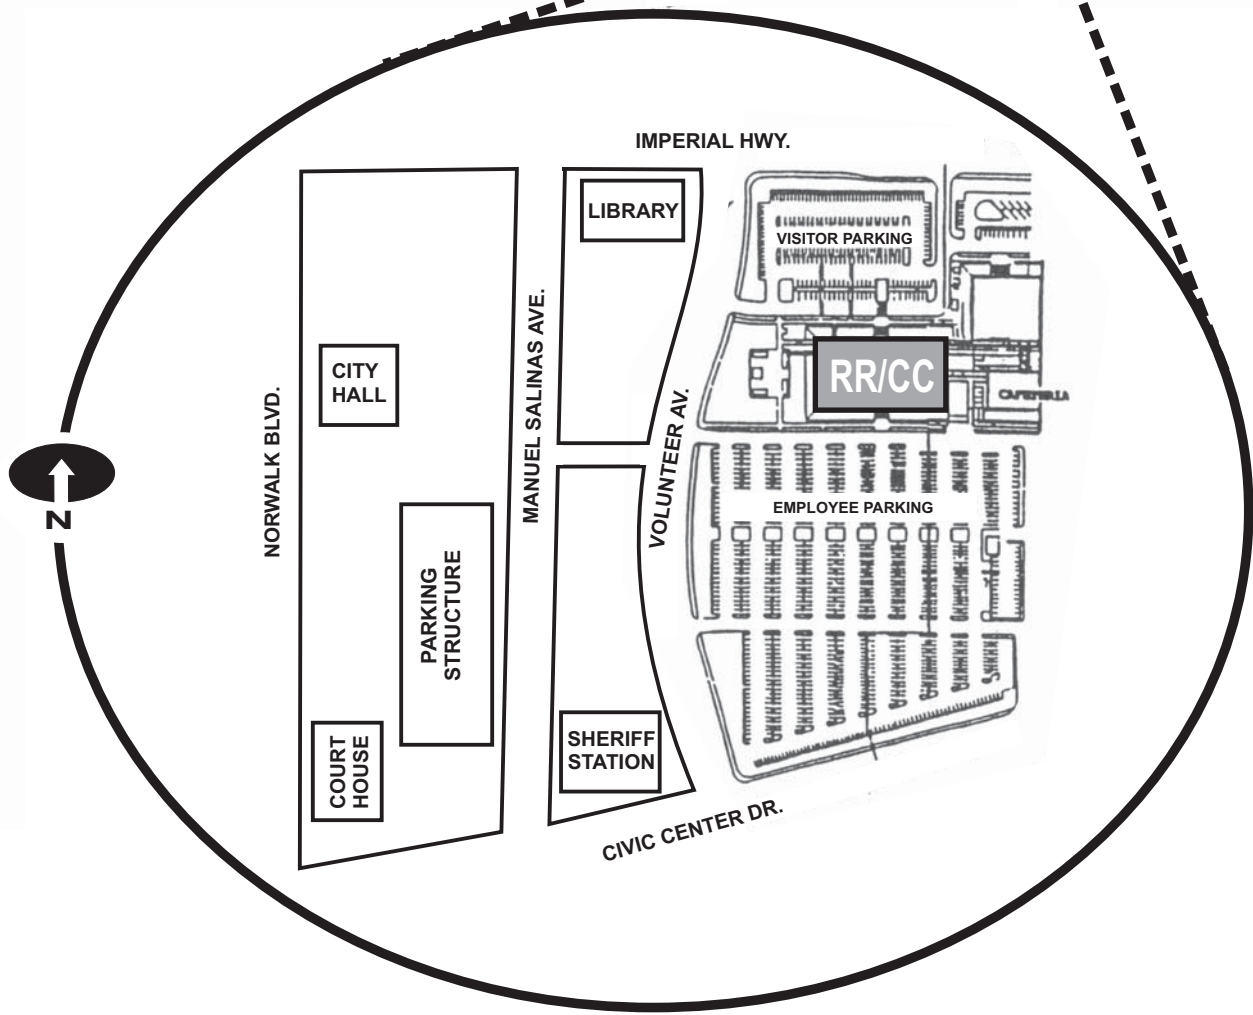 IMPERIAL HWY.
LIBRARY
VISITOR PARKING
CITY
HALL
RR/CC
NORWALK BLVD.
MANUEL SALINAS AVE.
VOLUNTEER AV.
N
EMPLOYEE PARKING
PARKING
STRUCTURE
COURT
HOUSE
SHERIFF
STATION
CIVIC CENTER DR.